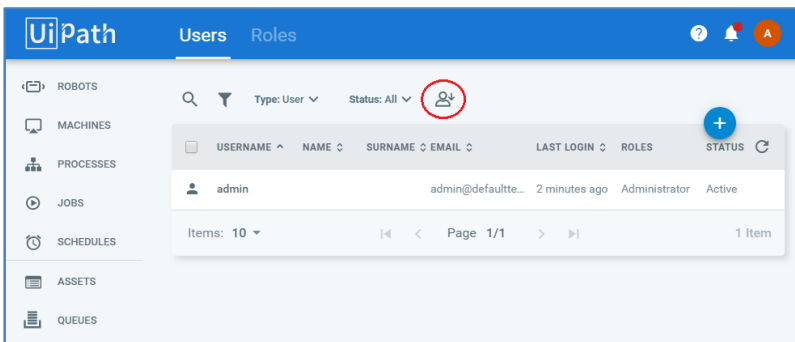 UiPath Users Roles ? A
ROBOTS
MACHINES
PROCESSES
JOBS
SCHEDULES
ASSETS
QUEUES
Type: User Status: All
+
USERNAME NAME SURNAME EMAIL LAST LOGIN ROLES STATUS
admin admin@defaultte... 2 minutes ago Administrator Active
Items: 10 Page 1/1 1 Item